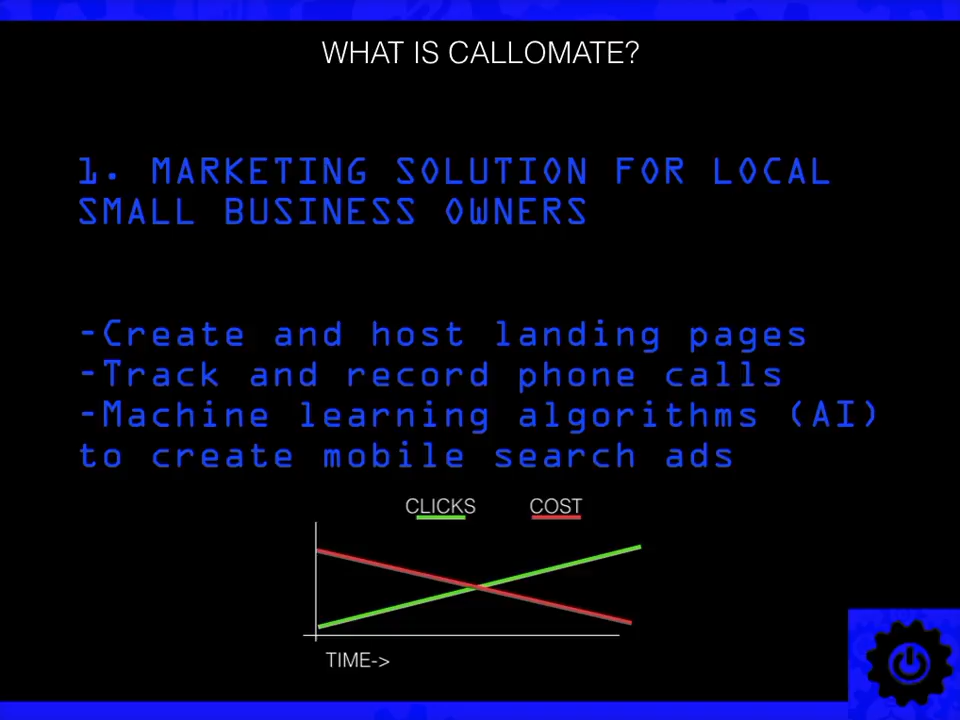 WHAT IS CALLOMATE?
1. MARKETING SOLUTION FOR LOCAL
SMALL BUSINESS OWNERS
-Create and host landing pages
-Track and record phone calls
-Machine learning algorithms (AI)
to create mobile search ads
CLICKS COST
TIME->